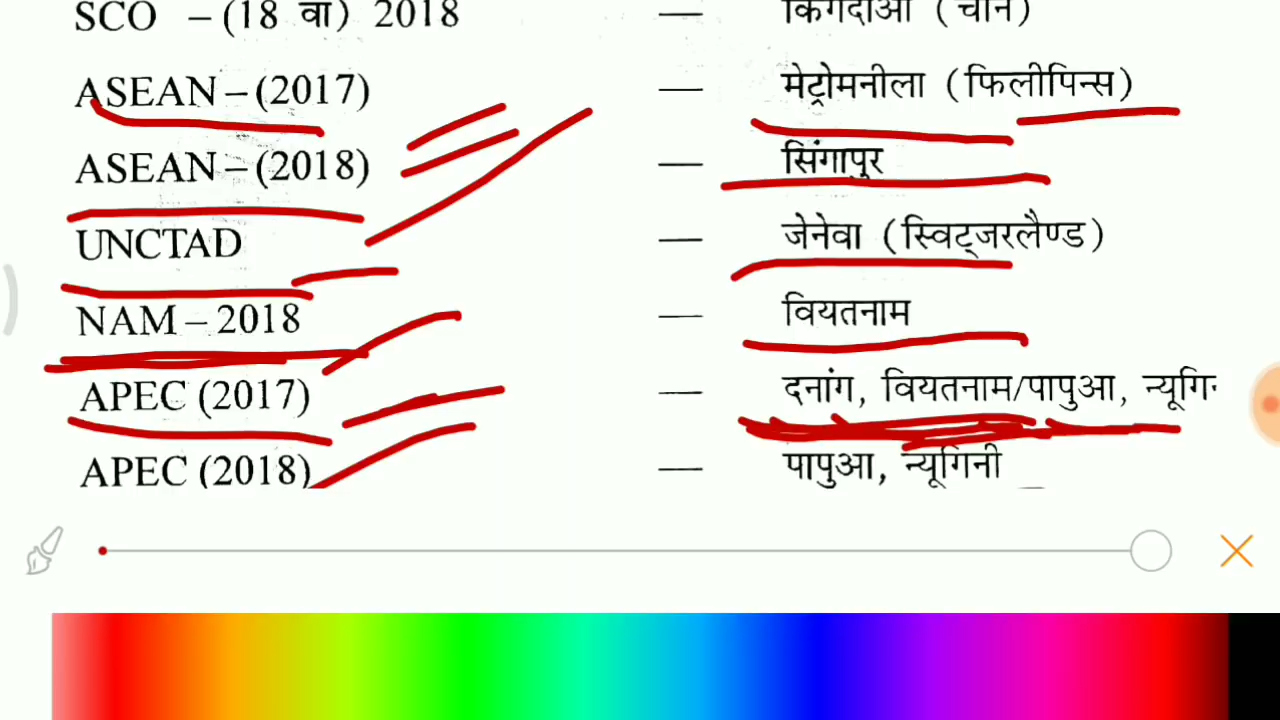 SCO – (18 वा) 2018 — किंगदाओ (चीन)
ASEAN – (2017) — मेट्रोमनीला (फिलीपिन्स)
ASEAN – (2018) — सिंगापुर
UNCTAD — जेनेवा (स्विट्जरलैण्ड)
NAM – 2018 — वियतनाम
APEC (2017) — दनांग, वियतनाम/पापुआ,
APEC (2018) — पापुआ, न्यूगिनी